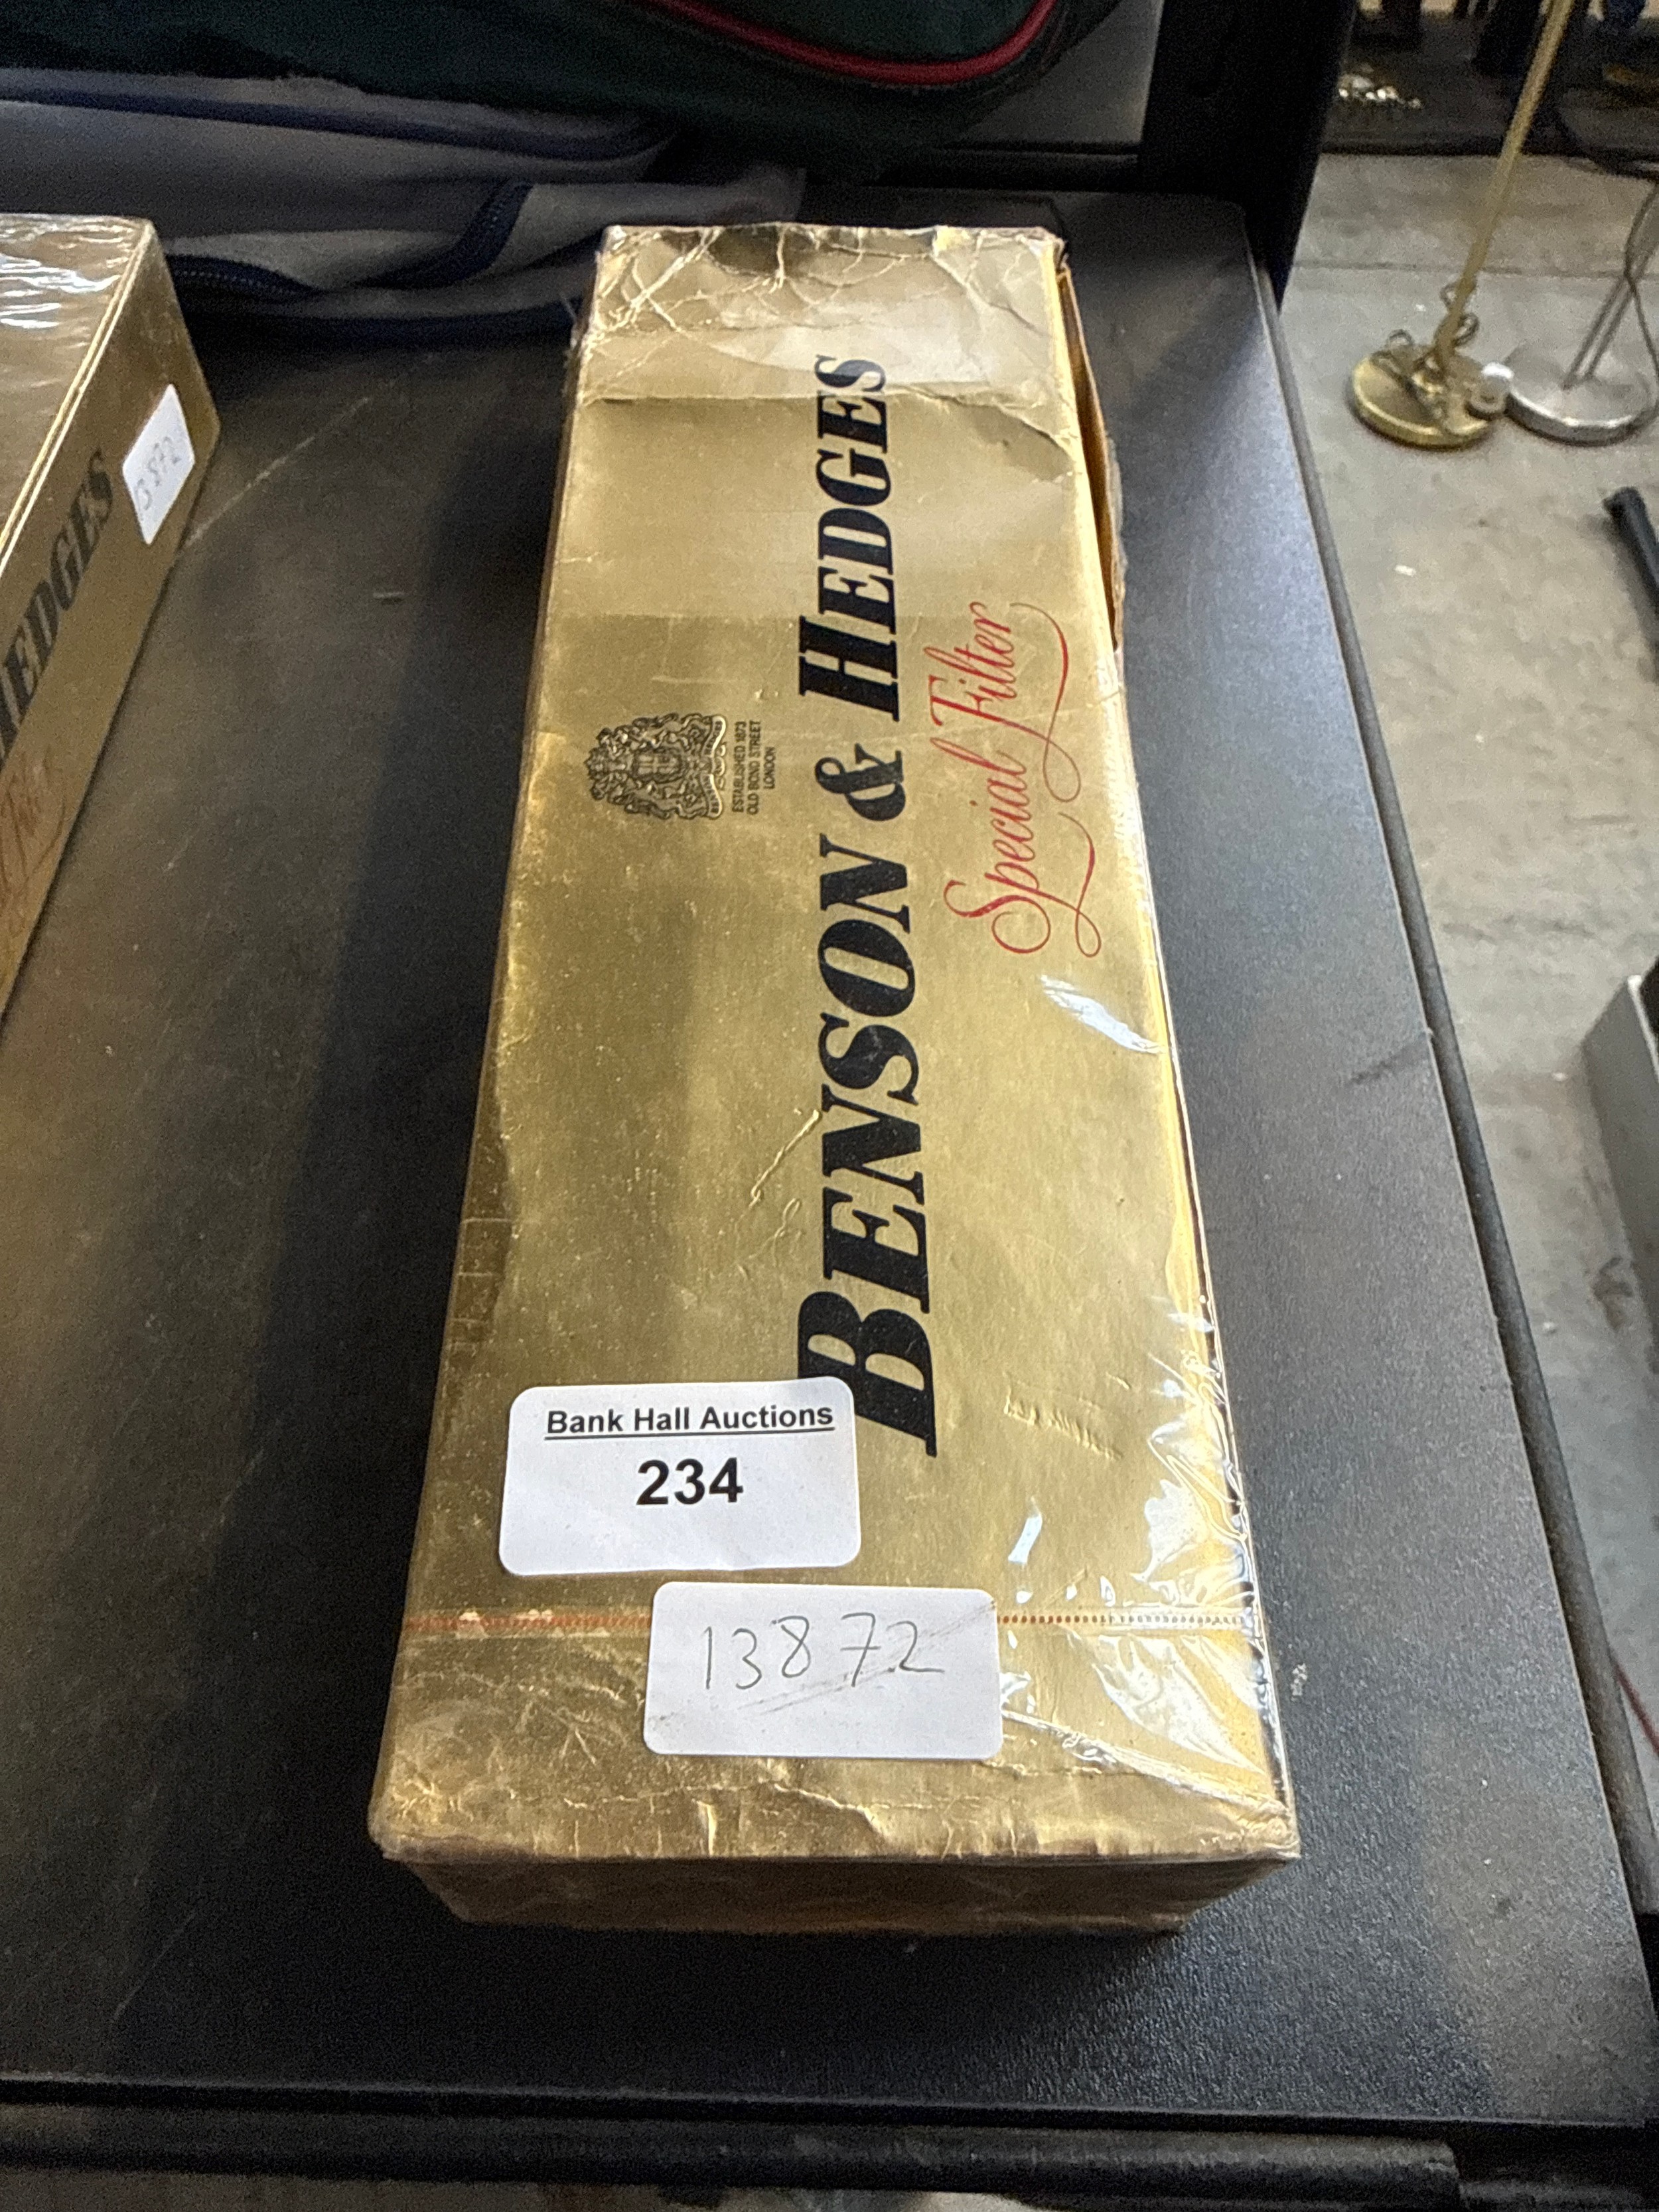 BENSON & HEDGES
Special Filter
ESTABLISHED 1873
OLD BOND STREET
LONDON
Bank Hall Auctions
234
13872
HEDGES
13872